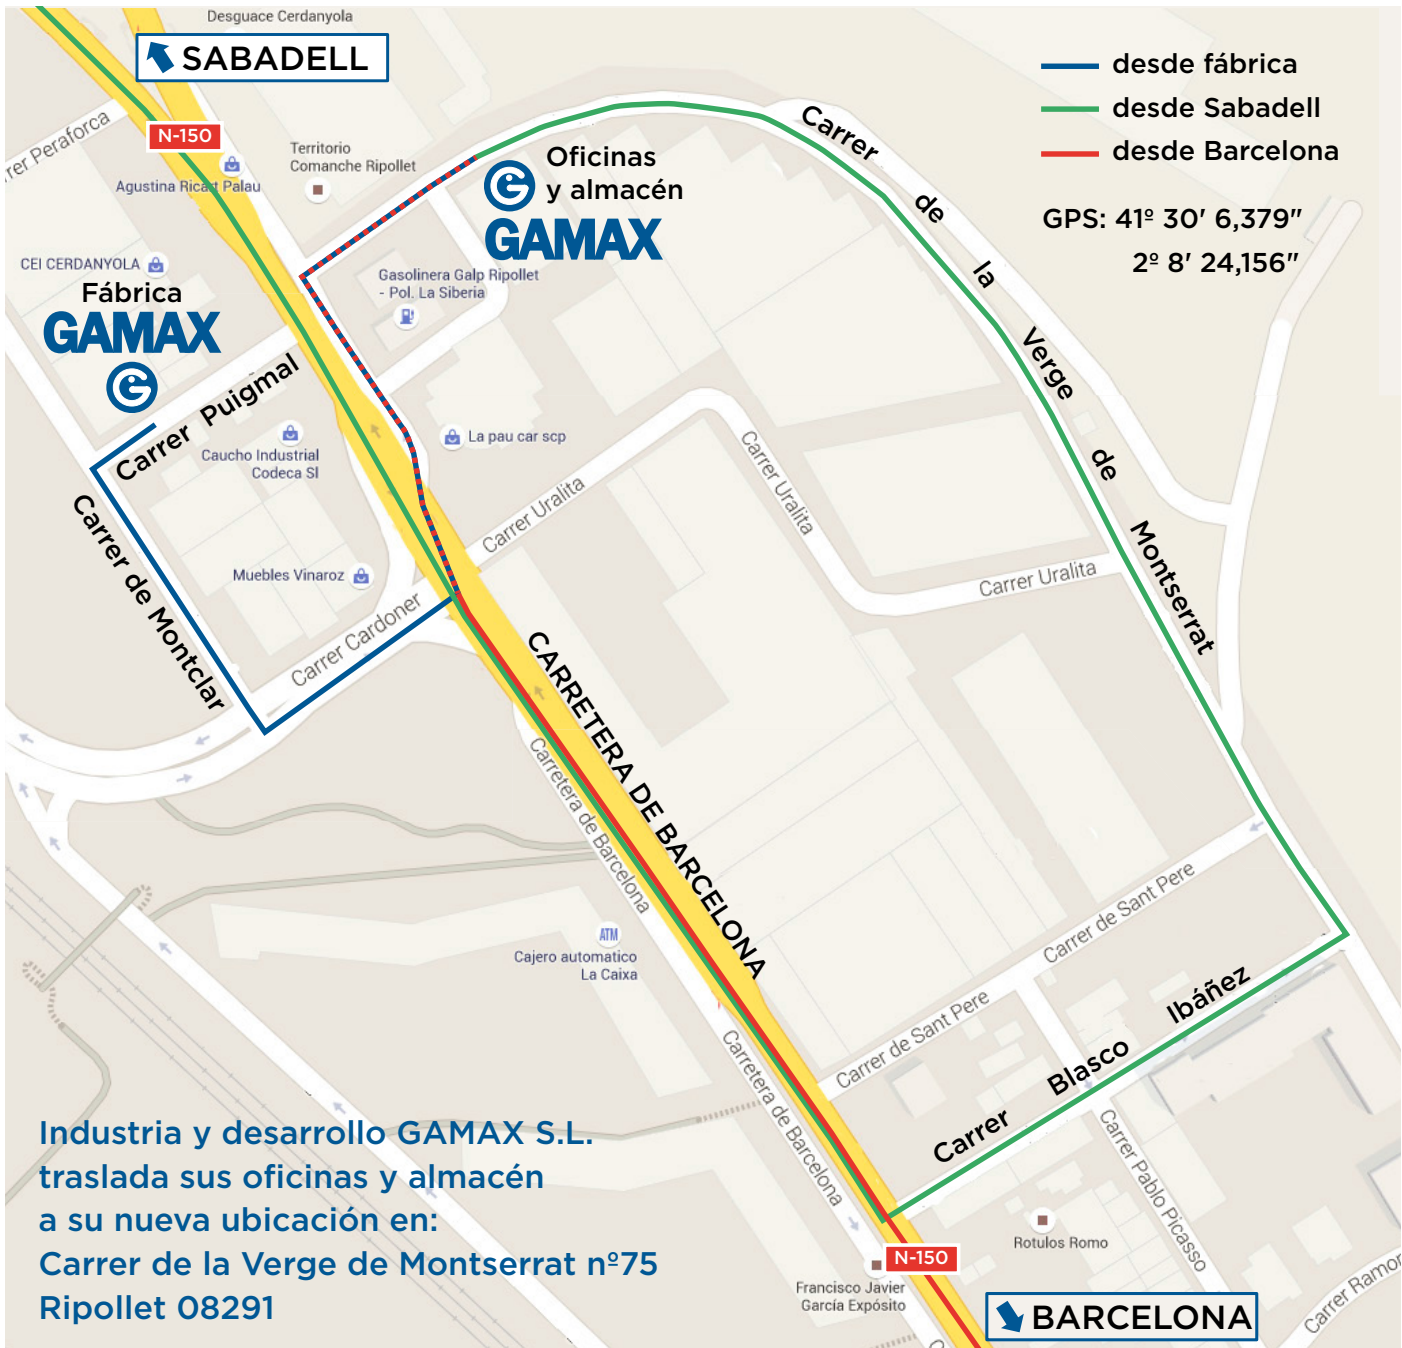 Desguace Cerdanyola
SABADELL
desde fábrica
desde Sabadell
desde Barcelona
GPS: 41º 30' 6,379"
2º 8' 24,156"
N-150
rrer Peraforca
Agustina Ricart Palau
Territorio
Comanche Ripollet
Oficinas
y almacén
GAMAX
Carrer de la Verge de Montserrat
CEI CERDANYOLA
Fábrica
GAMAX
Gasolinera Galp Ripollet
- Pol. La Siberia
Carrer Puigmal
Caucho Industrial
Codeca Sl
La pau car scp
Carrer Uralita
Carrer Uralita
Carrer Uralita
Carrer de Montclar
Muebles Vinaroz
Carrer Cardoner
CARRETERA DE BARCELONA
Carretera de Barcelona
ATM
Cajero automatico
La Caixa
Carrer de Sant Pere
Carrer de Sant Pere
Carretera de Barcelona
Carrer Blasco Ibáñez
Carrer Pablo Picasso
Rotulos Romo
Industria y desarrollo GAMAX S.L.
traslada sus oficinas y almacén
a su nueva ubicación en:
Carrer de la Verge de Montserrat nº75
Ripollet 08291
N-150
Francisco Javier
García Expósito
BARCELONA
Carrer Ramor
C